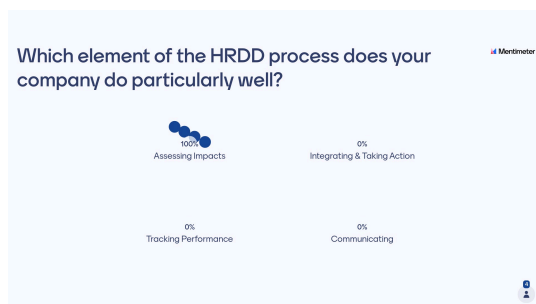 Which element of the HRDD process does your
company do particularly well?
Mentimeter
100%
Assessing Impacts
0%
Integrating & Taking Action
0%
Tracking Performance
0%
Communicating
4